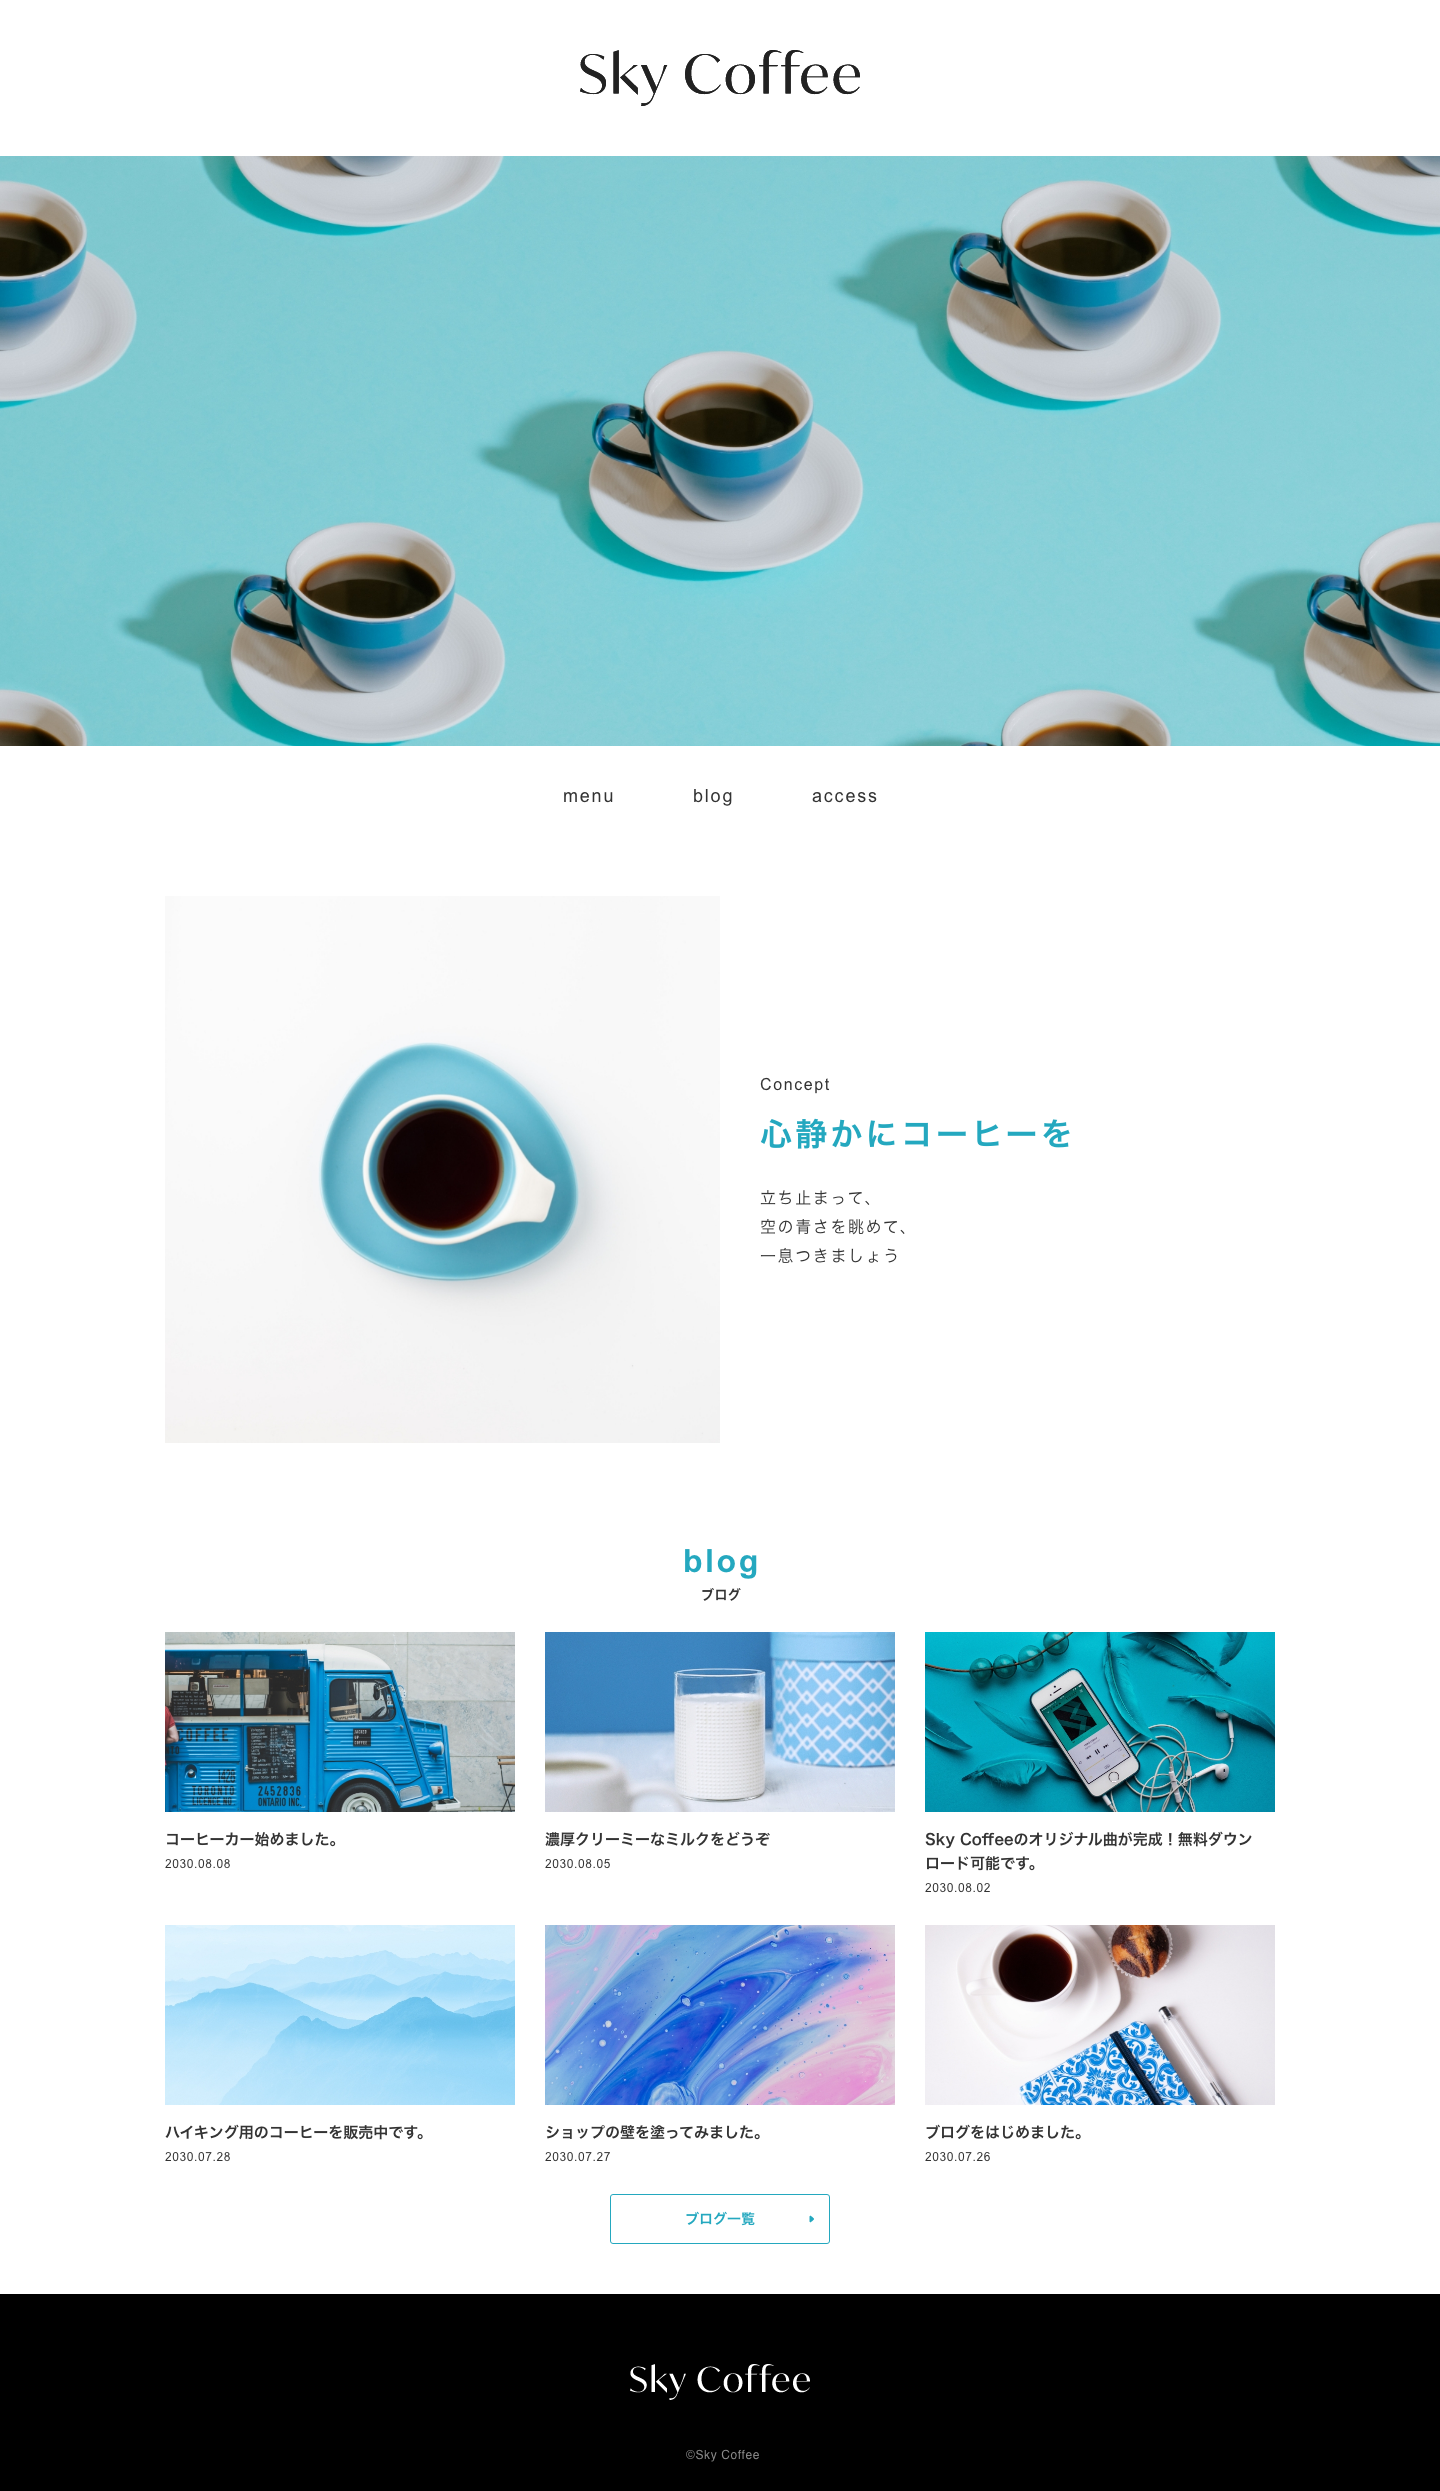 Sky Coffee
menu blog access
Concept
心静かにコーヒーを
立ち止まって、
空の青さを眺めて、
一息つきましょう
blog
ブログ
COFFEE
TORONTO
2452836
ONTARIO INC.
コーヒーカー始めました。
2030.08.08
濃厚クリーミーなミルクをどうぞ
2030.08.05
Sky Coffeeのオリジナル曲が完成！無料ダウン
ロード可能です。
2030.08.02
ハイキング用のコーヒーを販売中です。
2030.07.28
ショップの壁を塗ってみました。
2030.07.27
ブログをはじめました。
2030.07.26
ブログ一覧
Sky Coffee
©Sky Coffee